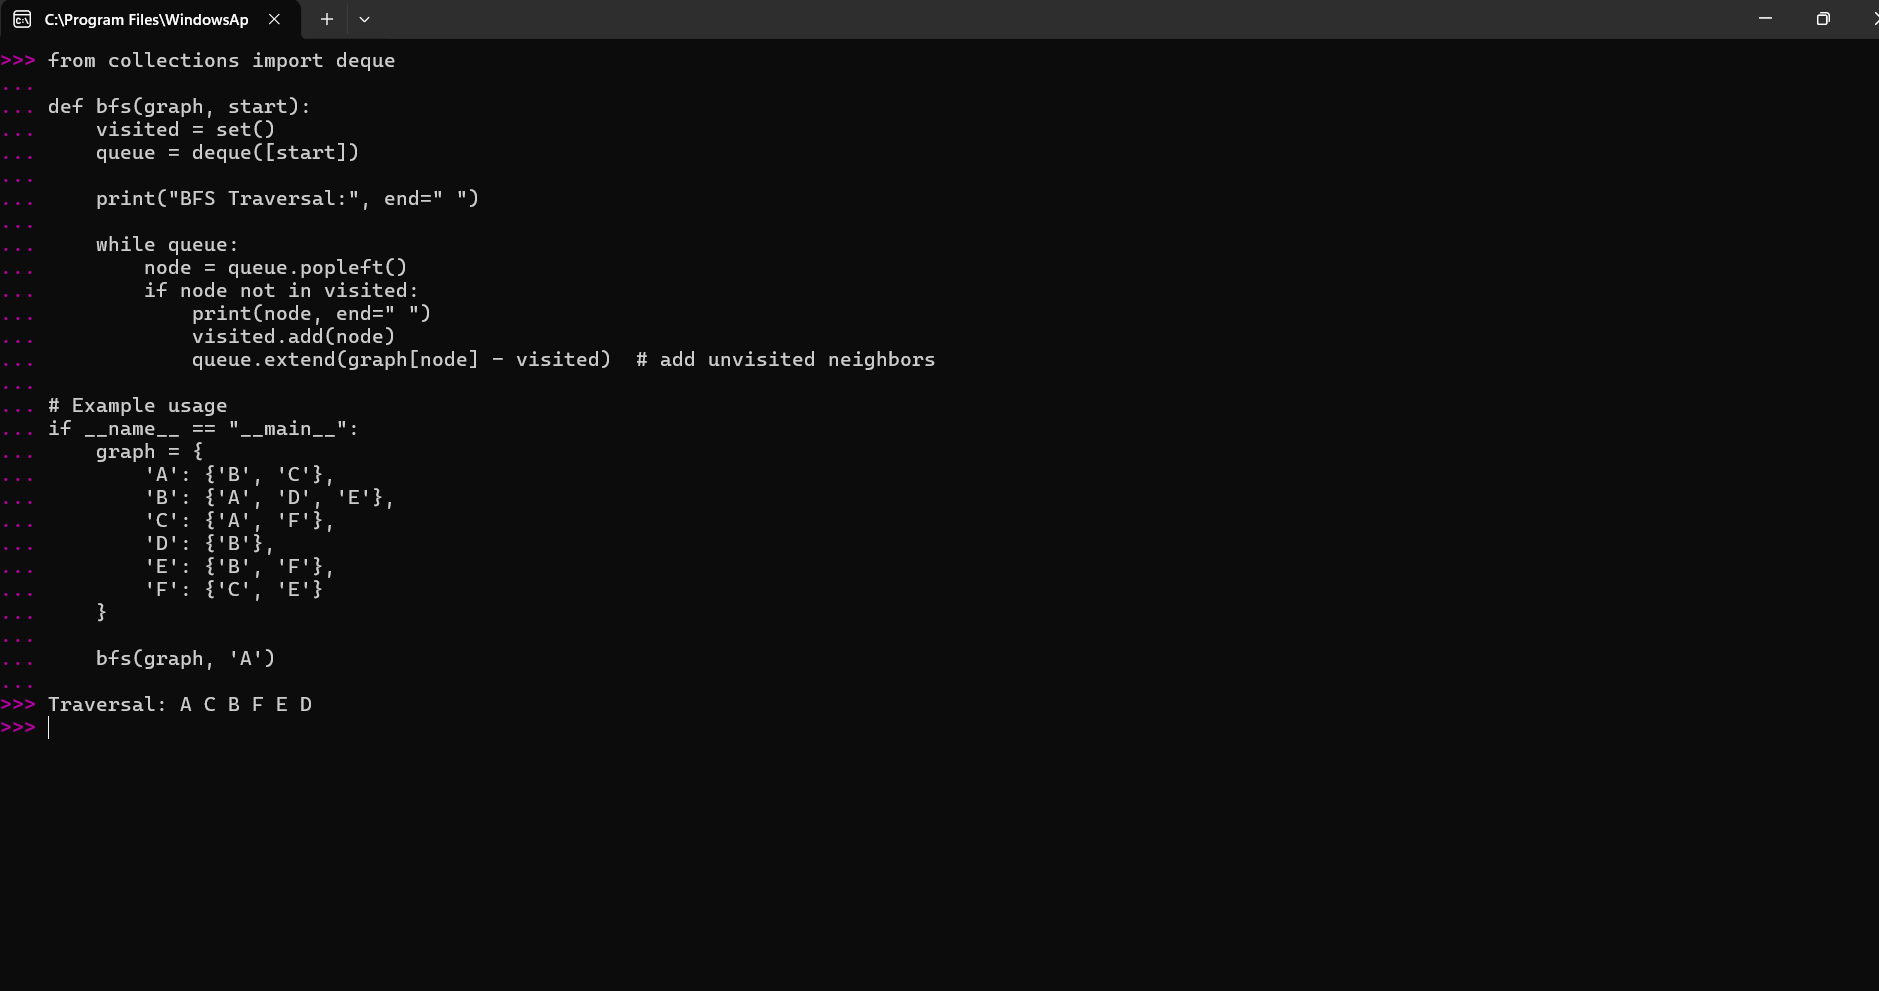 C:\Program Files\WindowsAp
>>> from collections import deque
...
... def bfs(graph, start):
...     visited = set()
...     queue = deque([start])
...
...     print("BFS Traversal:", end=" ")
...
...     while queue:
...         node = queue.popleft()
...         if node not in visited:
...             print(node, end=" ")
...             visited.add(node)
...             queue.extend(graph[node] - visited)  # add unvisited neighbors
...
... # Example usage
... if __name__ == "__main__":
...     graph = {
...         'A': {'B', 'C'},
...         'B': {'A', 'D', 'E'},
...         'C': {'A', 'F'},
...         'D': {'B'},
...         'E': {'B', 'F'},
...         'F': {'C', 'E'}
...     }
...
...     bfs(graph, 'A')
...
>>> Traversal: A C B F E D
>>>